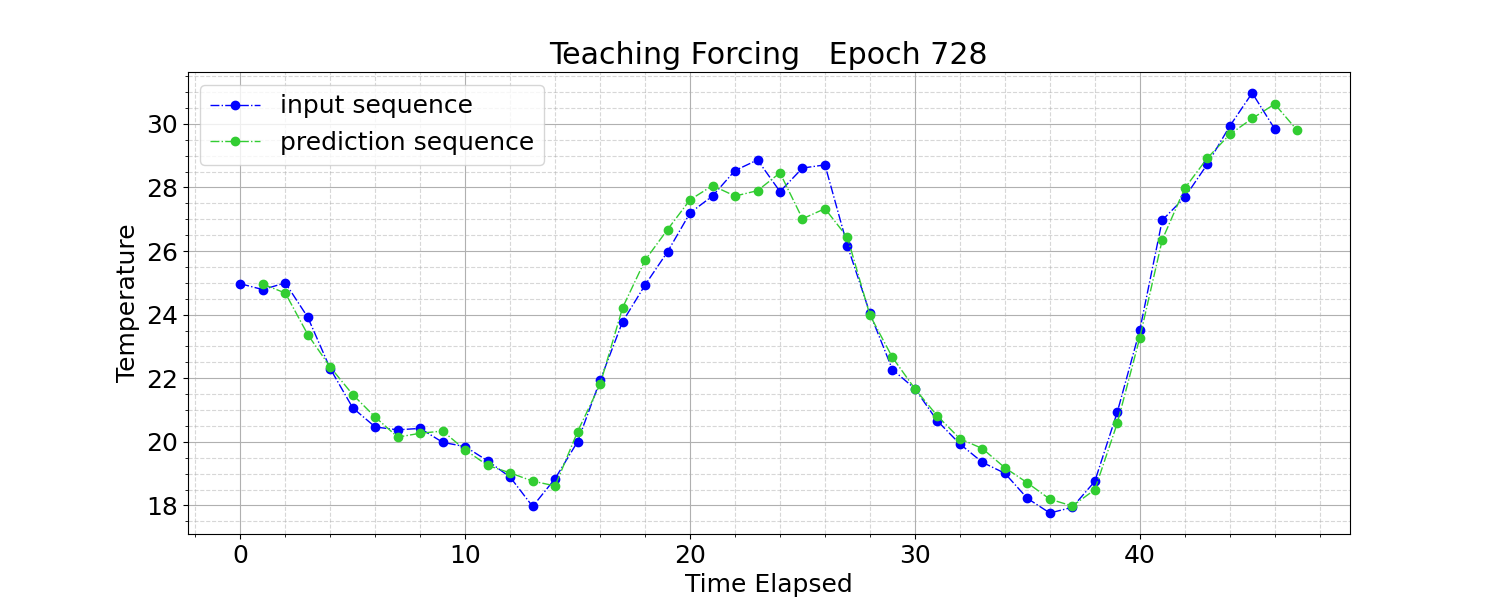 Teaching Forcing   Epoch 728
input sequence
prediction sequence
30
28
26
24
22
20
18
Temperature
0 10 20 30 40
Time Elapsed